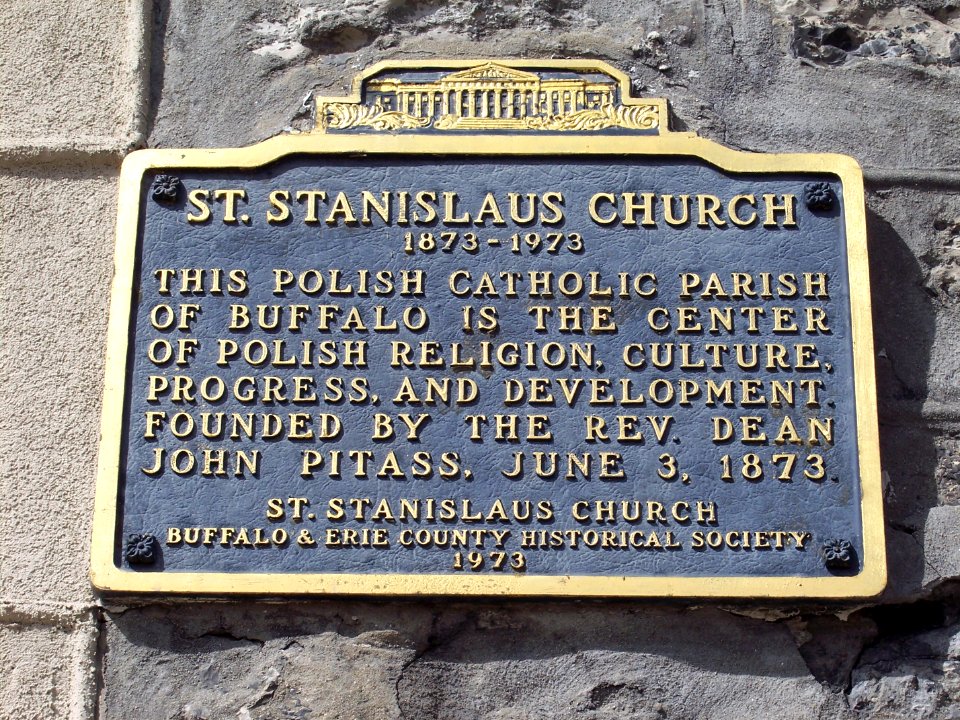 ST. STANISLAUS CHURCH
1873-1973
THIS POLISH CATHOLIC PARISH
OF BUFFALO IS THE CENTER
OF POLISH RELIGION, CULTURE,
PROGRESS, AND DEVELOPMENT.
FOUNDED BY THE REV. DEAN
JOHN PITASS, JUNE 3, 1873.
ST. STANISLAUS CHURCH
BUFFALO & ERIE COUNTY HISTORICAL SOCIETY
1973